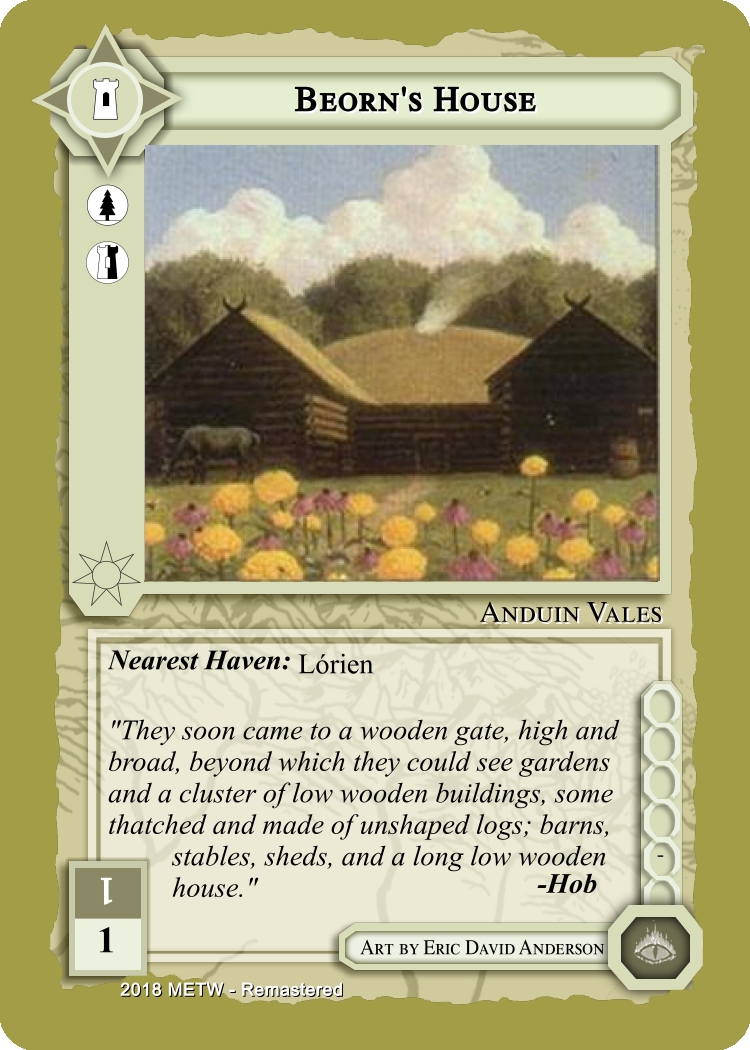 Beorn's House
Anduin Vales
Nearest Haven: Lórien
"They soon came to a wooden gate, high and
broad, beyond which they could see gardens
and a cluster of low wooden buildings, some
thatched and made of unshaped logs; barns,
stables, sheds, and a long low wooden
house."
-Hob
-
1
1
Art by Eric David Anderson
2018 METW - Remastered